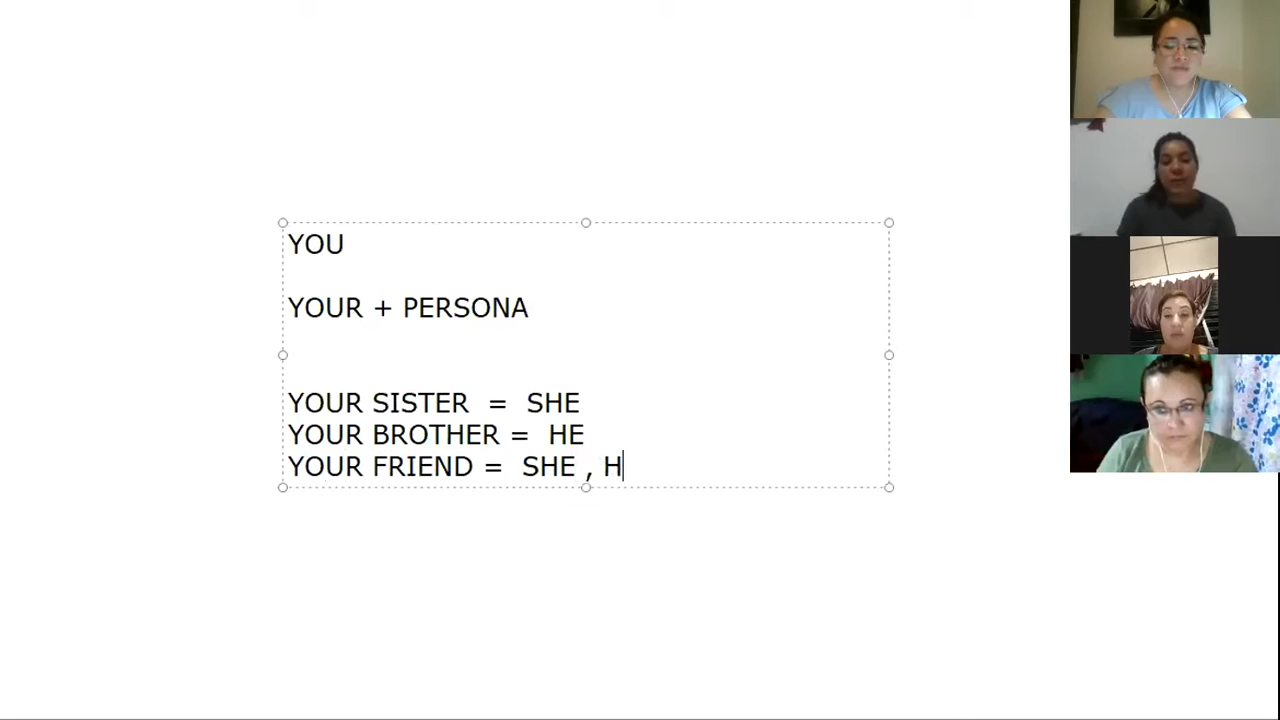 YOU
YOUR + PERSONA
YOUR SISTER = SHE
YOUR BROTHER = HE
YOUR FRIEND = SHE , H